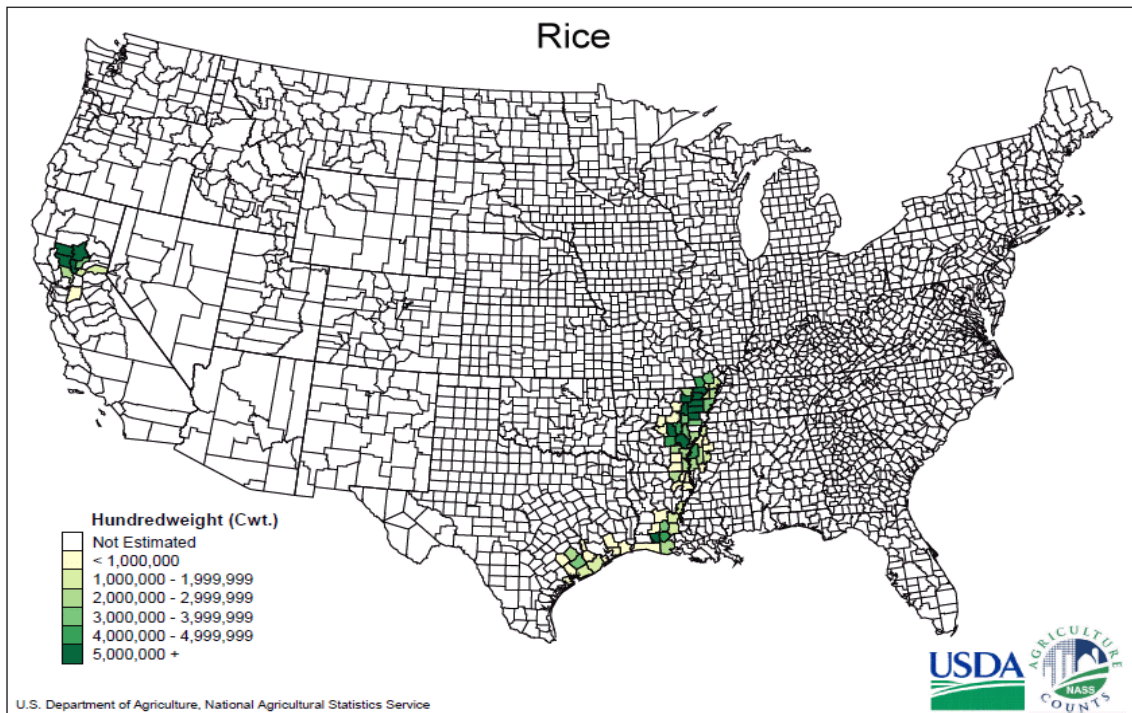 Rice
Hundredweight (Cwt.)
Not Estimated
< 1,000,000
1,000,000 - 1,999,999
2,000,000 - 2,999,999
3,000,000 - 3,999,999
4,000,000 - 4,999,999
5,000,000 +
USDA
AGRICULTURE
NASS
COUNTS
U.S. Department of Agriculture, National Agricultural Statistics Service